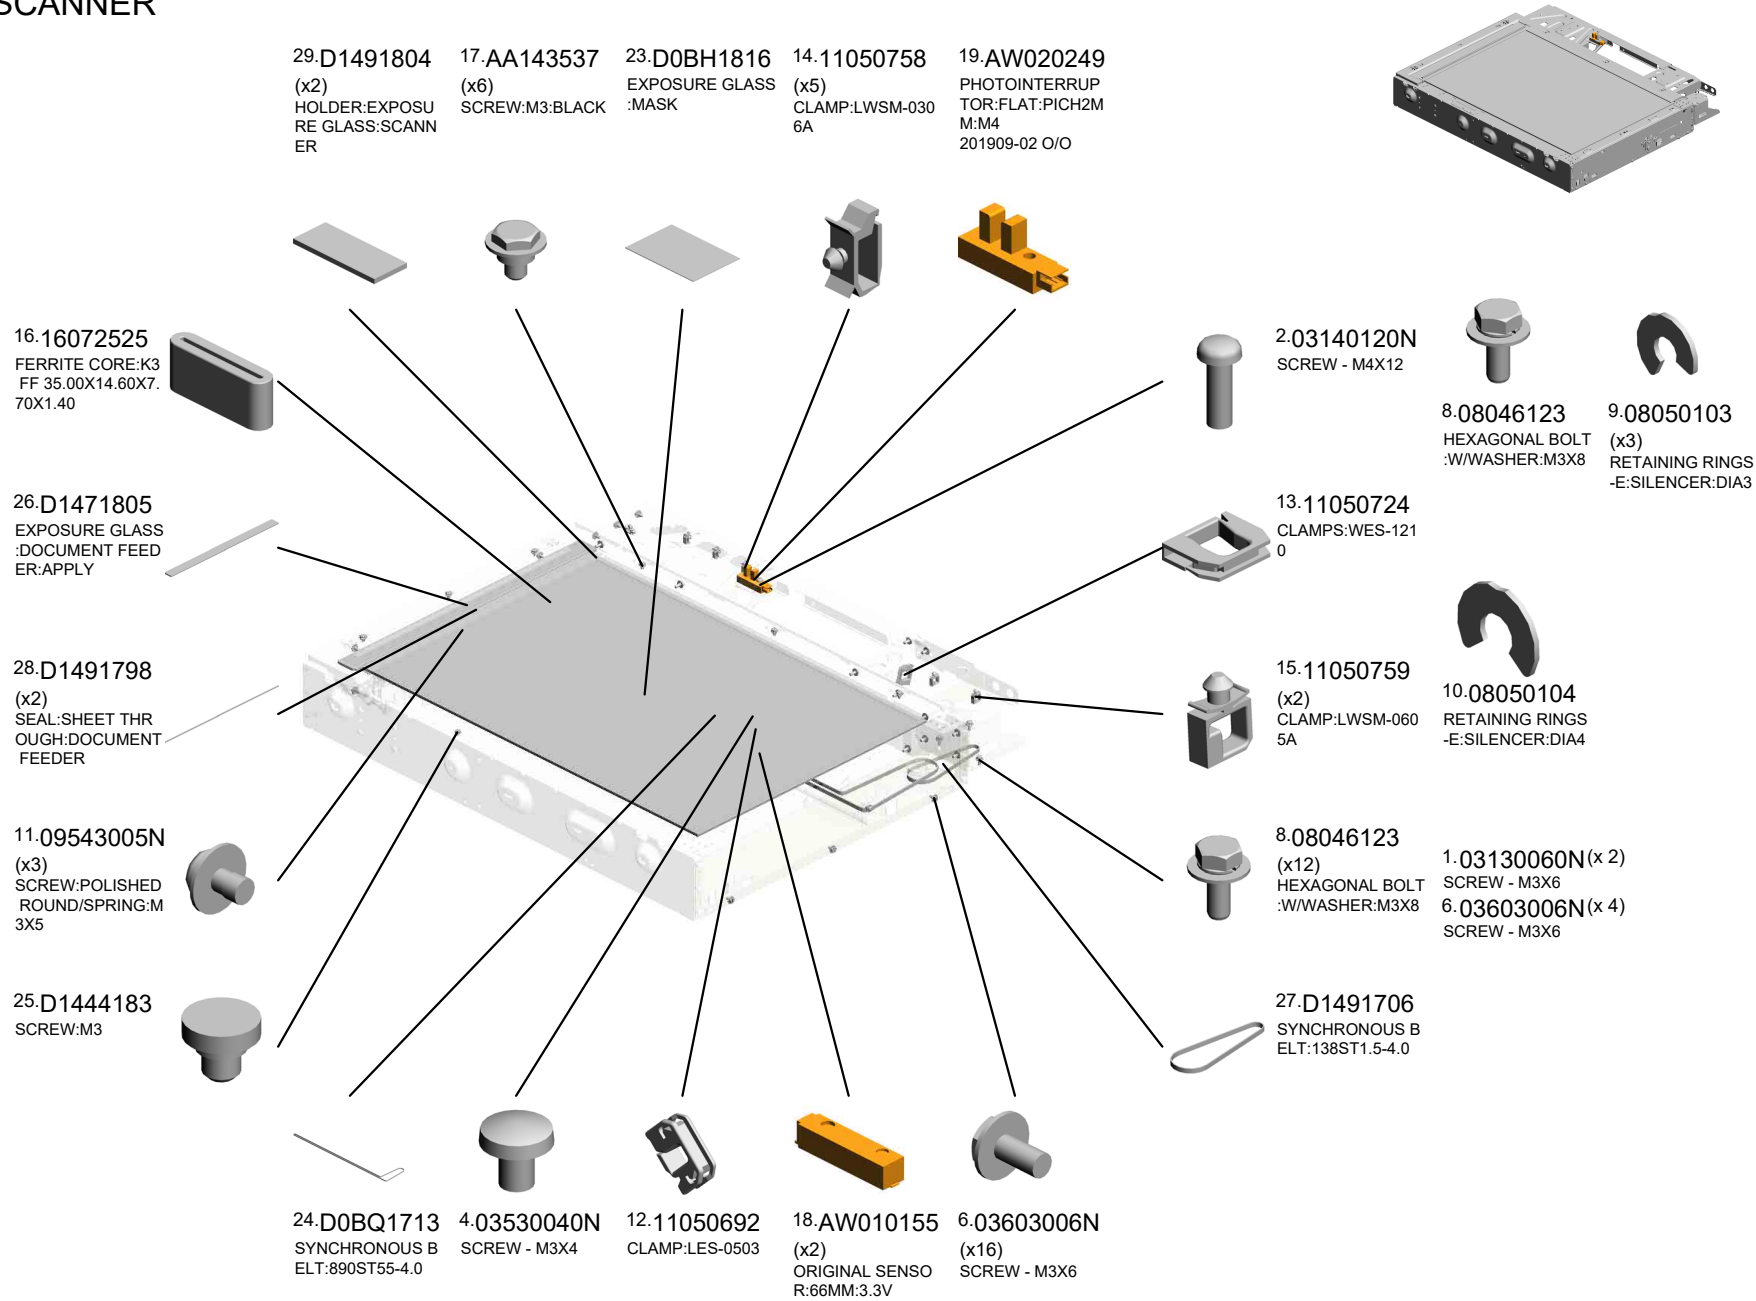 SCANNER
29.D1491804
(x2)
HOLDER:EXPOSU
RE GLASS:SCANN
ER
17.AA143537
(x6)
SCREW:M3:BLACK
23.D0BH1816
EXPOSURE GLASS
:MASK
14.11050758
(x5)
CLAMP:LWSM-030
6A
19.AW020249
PHOTOINTERRUP
TOR:FLAT:PICH2M
M:M4
201909-02 O/O
16.16072525
FERRITE CORE:K3
FF 35.00X14.60X7.
70X1.40
2.03140120N
SCREW - M4X12
8.08046123
HEXAGONAL BOLT
:W/WASHER:M3X8
9.08050103
(x3)
RETAINING RINGS
-E:SILENCER:DIA3
26.D1471805
EXPOSURE GLASS
:DOCUMENT FEED
ER:APPLY
13.11050724
CLAMPS:WES-121
0
28.D1491798
(x2)
SEAL:SHEET THR
OUGH:DOCUMENT
FEEDER
15.11050759
(x2)
CLAMP:LWSM-060
5A
10.08050104
RETAINING RINGS
-E:SILENCER:DIA4
11.09543005N
(x3)
SCREW:POLISHED
ROUND/SPRING:M
3X5
8.08046123
(x12)
HEXAGONAL BOLT
:W/WASHER:M3X8
1.03130060N(x 2)
SCREW - M3X6
6.03603006N(x 4)
SCREW - M3X6
25.D1444183
SCREW:M3
27.D1491706
SYNCHRONOUS B
ELT:138ST1.5-4.0
24.D0BQ1713
SYNCHRONOUS B
ELT:890ST55-4.0
4.03530040N
SCREW - M3X4
12.11050692
CLAMP:LES-0503
18.AW010155
(x2)
ORIGINAL SENSO
R:66MM:3.3V
6.03603006N
(x16)
SCREW - M3X6